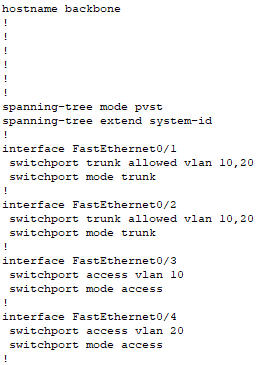 hostname backbone
!
!
!
!
!
!
spanning-tree mode pvst
spanning-tree extend system-id
!
interface FastEthernet0/1
 switchport trunk allowed vlan 10,20
 switchport mode trunk
!
interface FastEthernet0/2
 switchport trunk allowed vlan 10,20
 switchport mode trunk
!
interface FastEthernet0/3
 switchport access vlan 10
 switchport mode access
!
interface FastEthernet0/4
 switchport access vlan 20
 switchport mode access
!